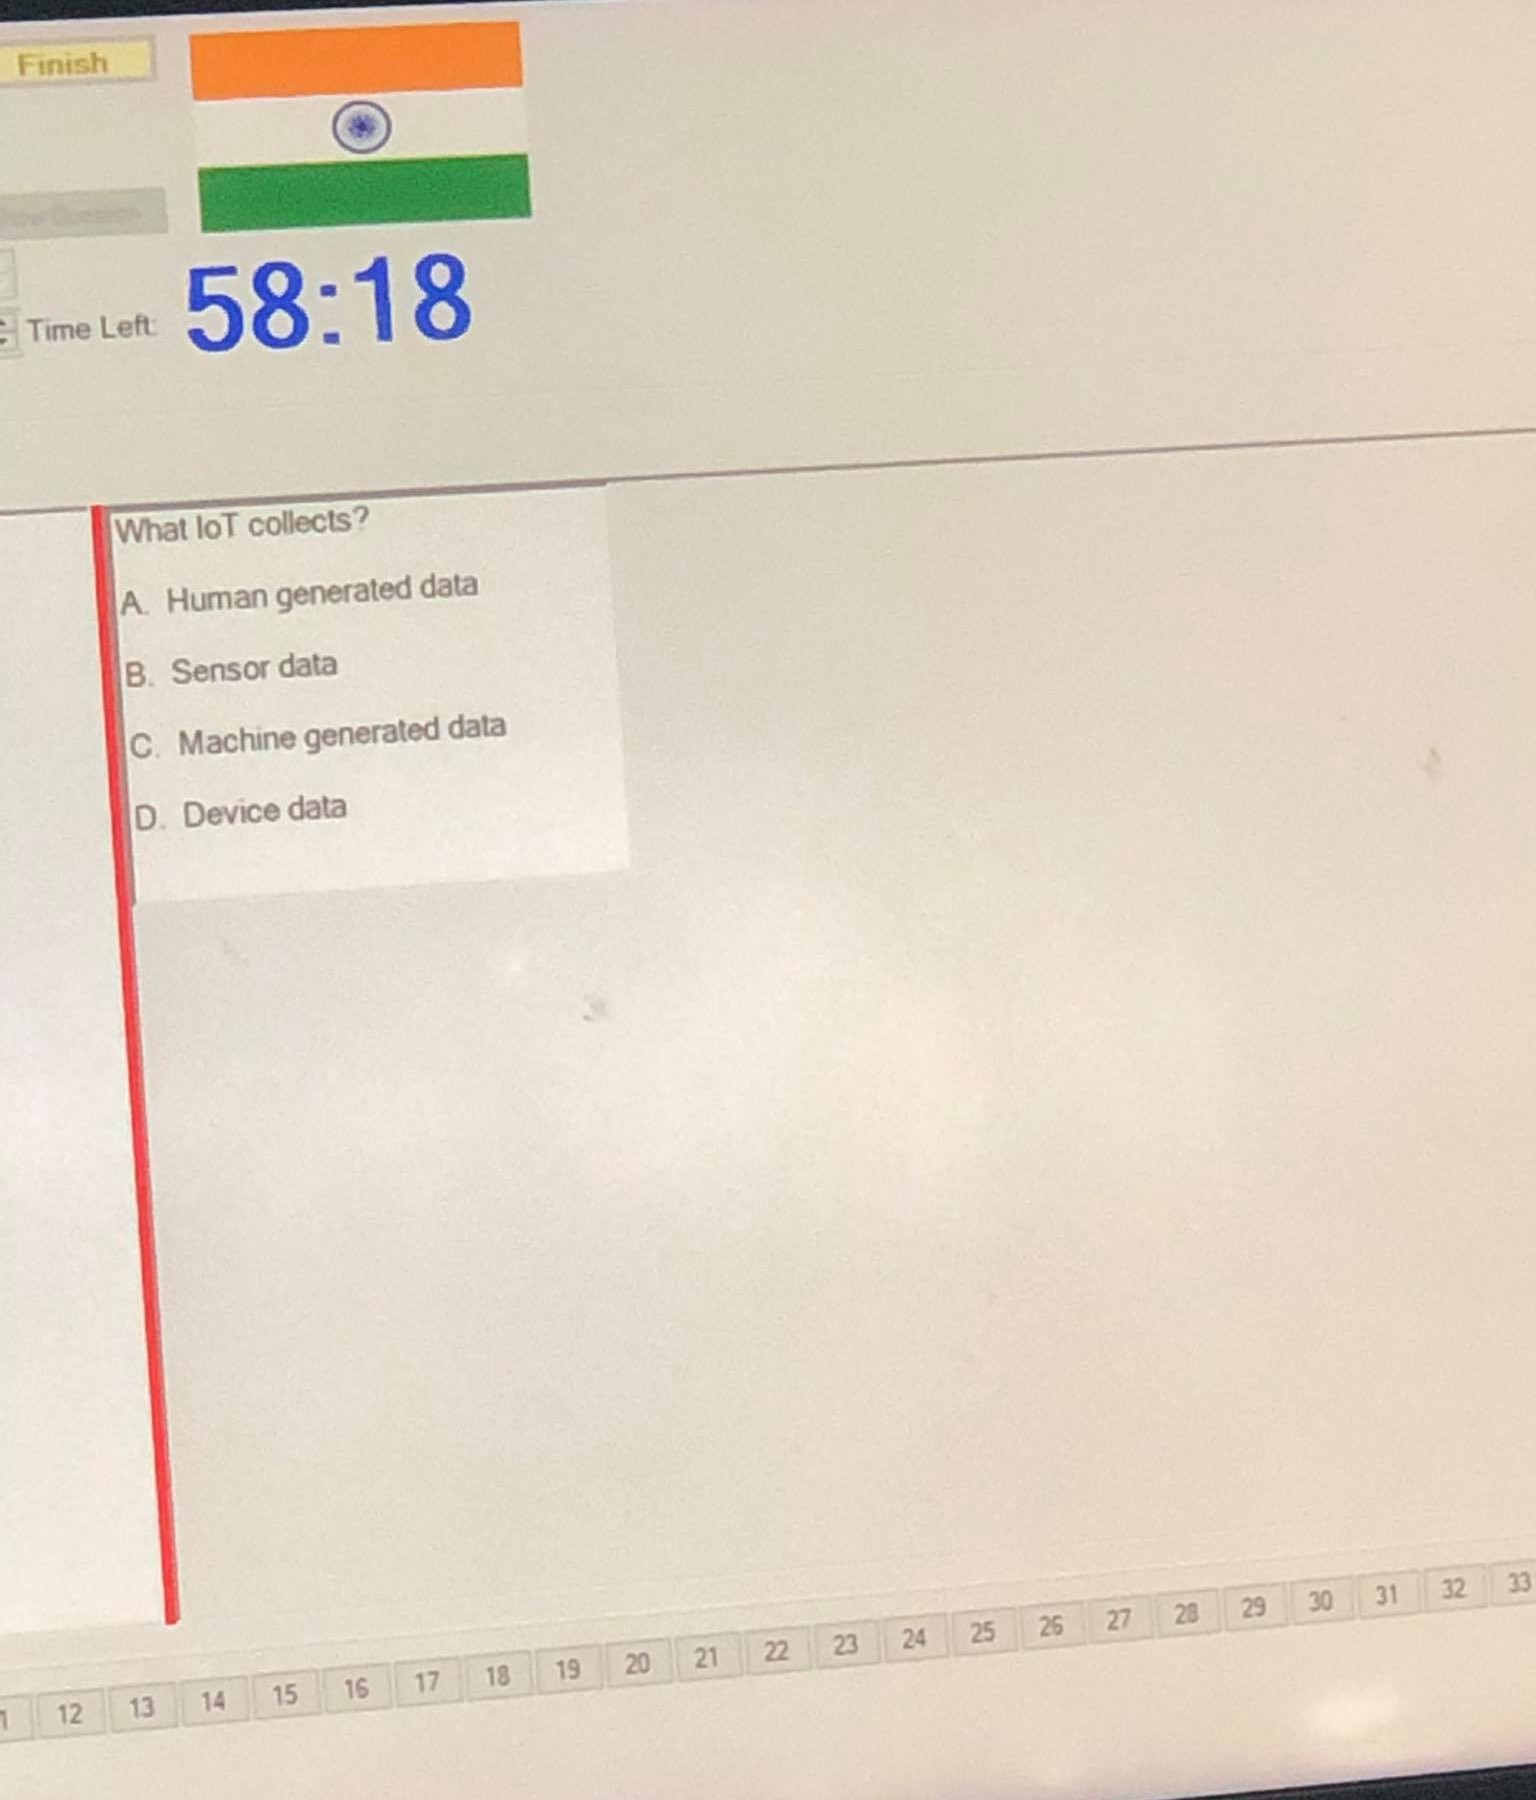 Finish
Time Left:
58:18
What IoT collects?
A. Human generated data
B. Sensor data
C. Machine generated data
D. Device data
12 13 14 15 16 17 18 19 20 21 22 23 24 25 26 27 28 29 30 31 32 33